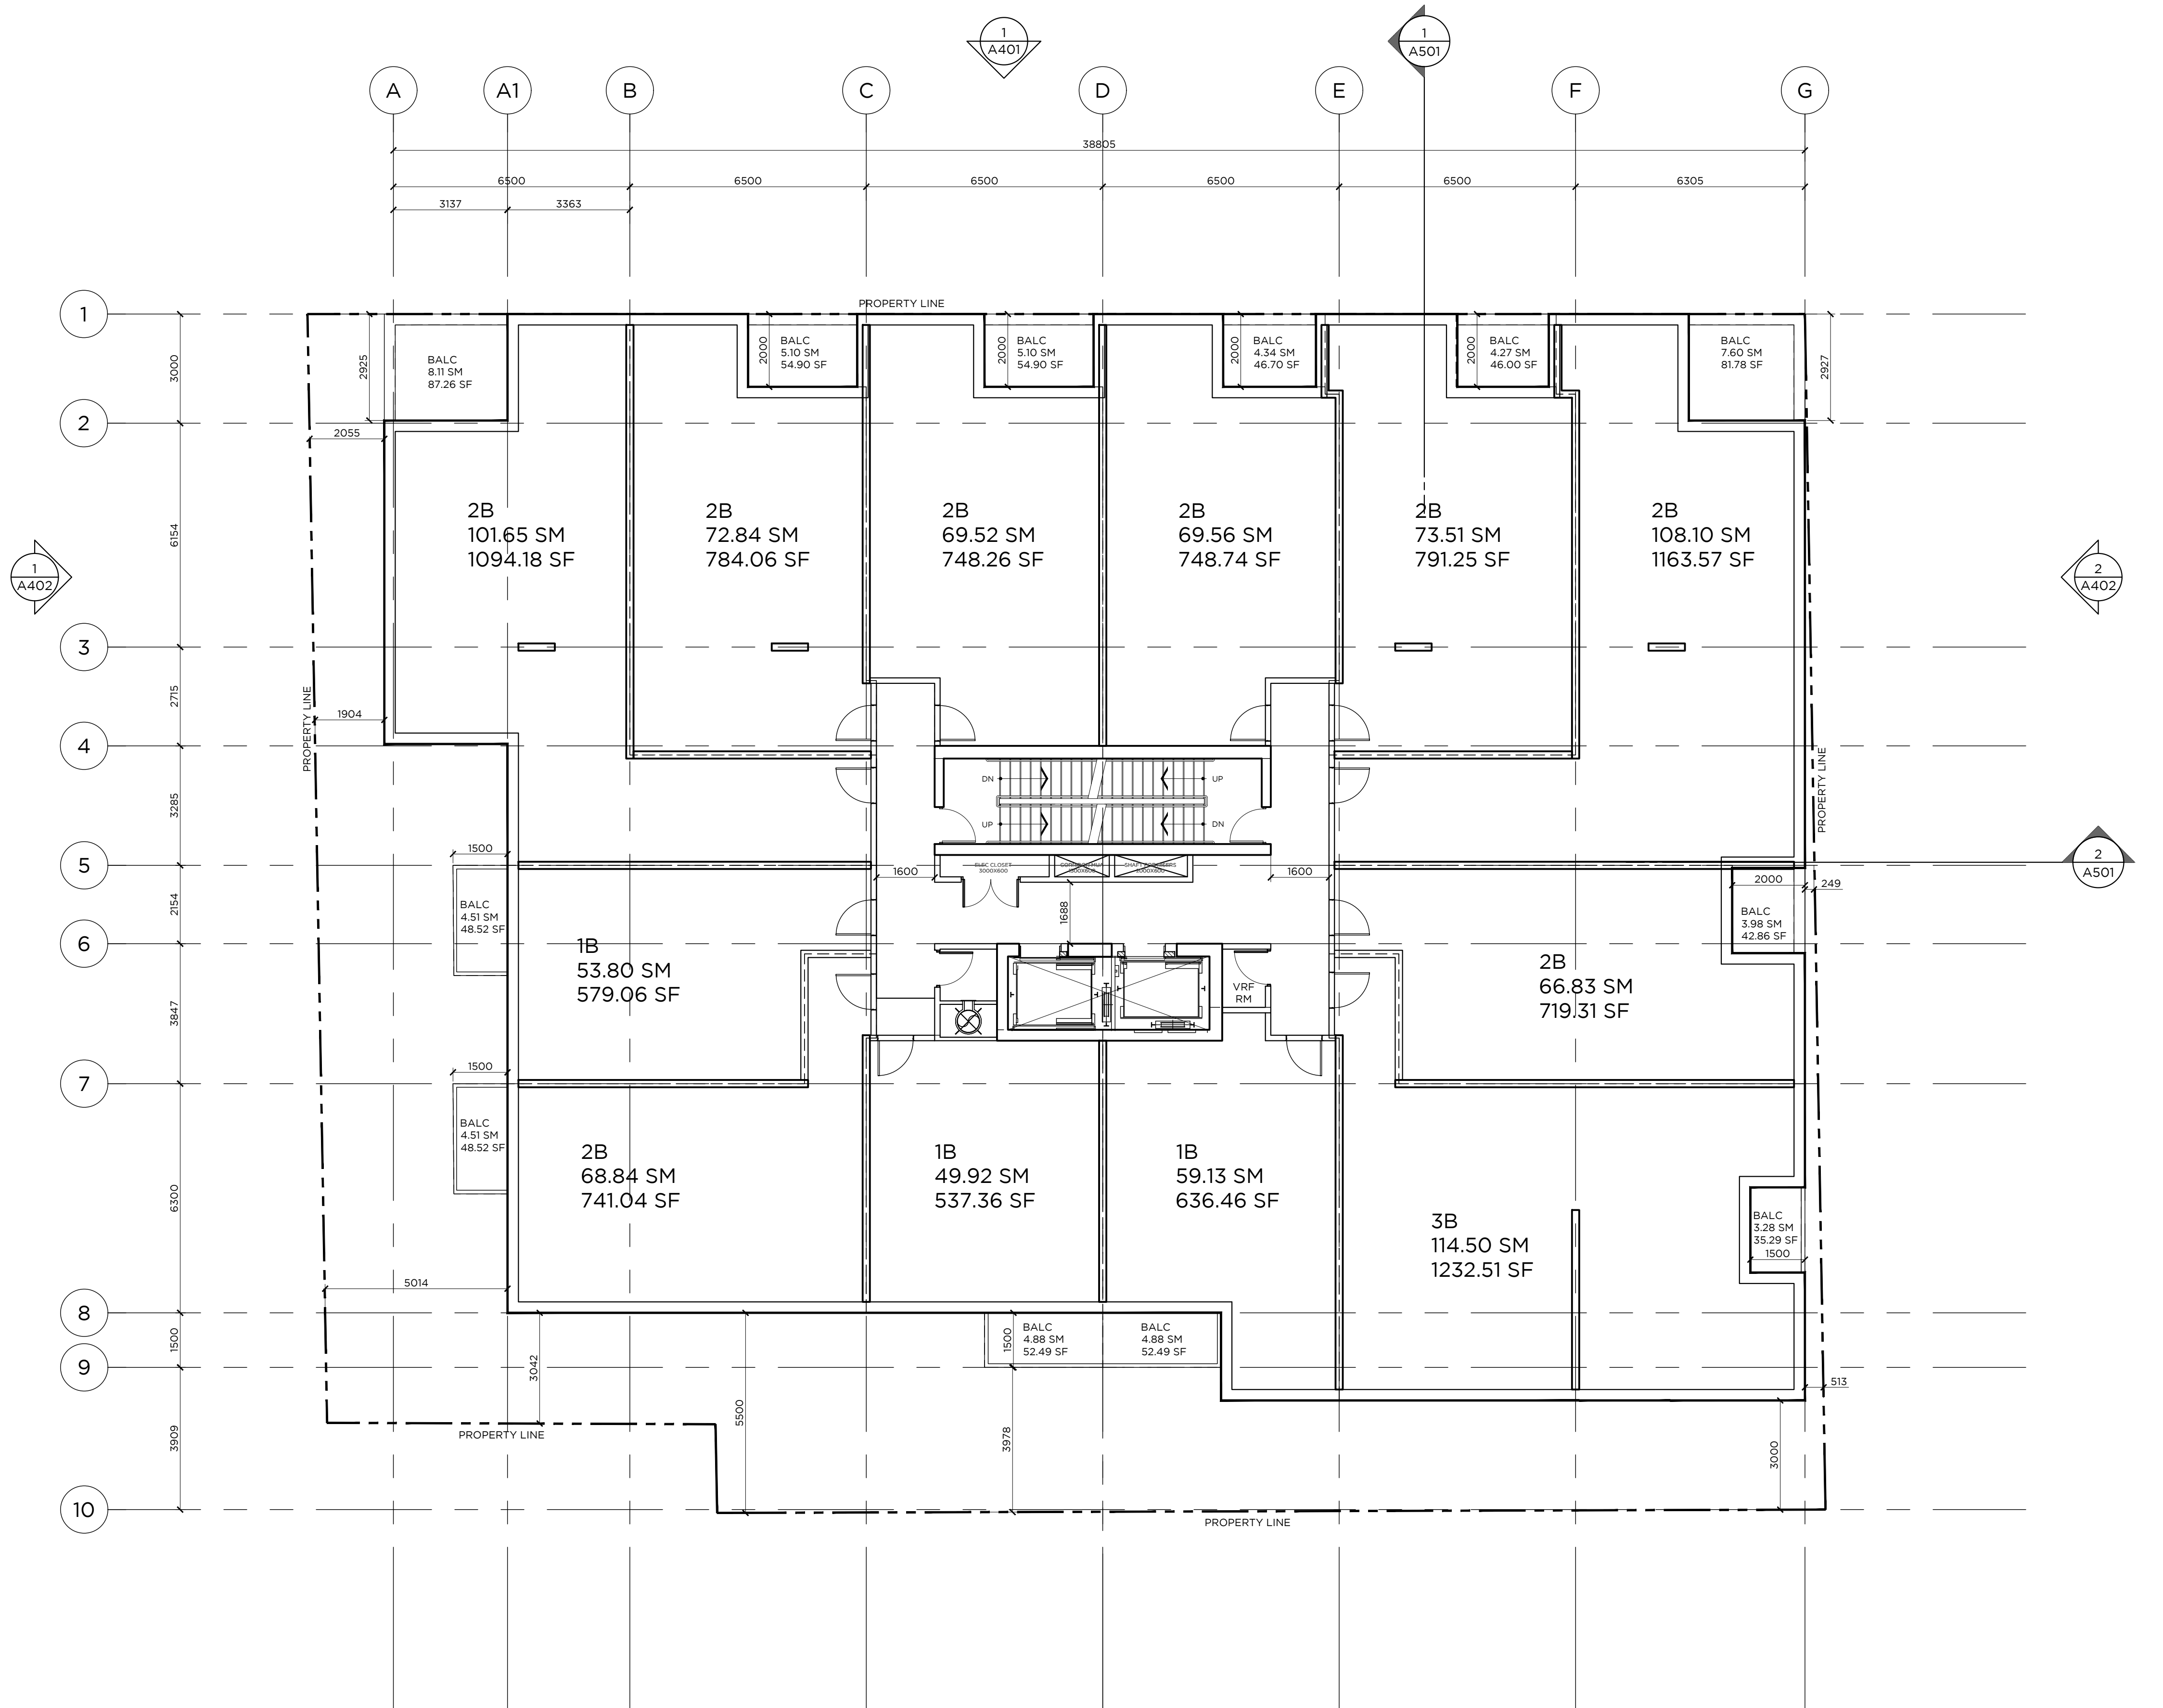 1
A401
1
A501
A
A1
B
C
D
E
F
G
38805
6500
6500
6500
6500
6500
6305
3137
3363
PROPERTY LINE
1
2
3
4
5
6
7
8
9
10
3000
6154
2715
3285
2154
3847
6300
1500
3909
2925
2055
1904
PROPERTY LINE
BALC
8.11 SM
87.26 SF
2000
BALC
5.10 SM
54.90 SF
2000
BALC
5.10 SM
54.90 SF
2000
BALC
4.34 SM
46.70 SF
2000
BALC
4.27 SM
46.00 SF
BALC
7.60 SM
81.78 SF
2927
2B
101.65 SM
1094.18 SF
2B
72.84 SM
784.06 SF
2B
69.52 SM
748.26 SF
2B
69.56 SM
748.74 SF
2B
73.51 SM
791.25 SF
2B
108.10 SM
1163.57 SF
1
A402
2
A402
PROPERTY LINE
DN
UP
UP
DN
1500
1600
ELEC CLOSET
3000X600
1600
1688
2
A501
2000
249
BALC
3.98 SM
42.86 SF
BALC
4.51 SM
48.52 SF
1B
53.80 SM
579.06 SF
VRF
RM
2B
66.83 SM
719.31 SF
1500
BALC
4.51 SM
48.52 SF
2B
68.84 SM
741.04 SF
1B
49.92 SM
537.36 SF
1B
59.13 SM
636.46 SF
3B
114.50 SM
1232.51 SF
BALC
3.28 SM
35.29 SF
1500
5014
3042
5500
1500
BALC
4.88 SM
52.49 SF
BALC
4.88 SM
52.49 SF
3978
513
3000
PROPERTY LINE
PROPERTY LINE